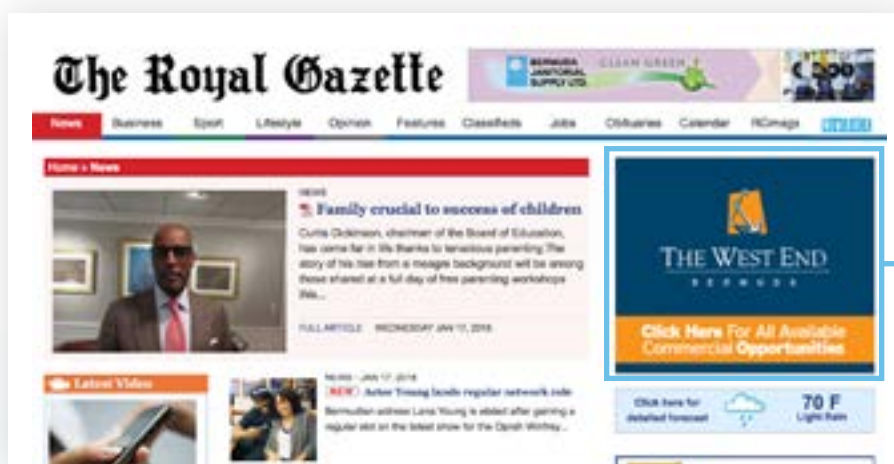 The Royal Gazette
BERMUDA
JANITORIAL
SUPPLY LTD.
CLEAN GREEN
News Business Sport Lifestyle Opinion Features Classifieds Jobs Obituaries Calendar RGmags
Home > News
NEWS
Family crucial to success of children
Curtis Dickinson, chairman of the Board of Education,
has come far in life thanks to tenacious parenting The
story of his rise from a meagre background will be among
those shared at a full day of free parenting workshops
this...
FULL ARTICLE WEDNESDAY JAN 17, 2018
THE WEST END
BERMUDA
Click Here For All Available
Commercial Opportunities
Latest Video
NEWS - JAN 17, 2018
NEW Actor Young lands regular network role
Bermudian actress Lana Young is elated after gaining a
regular slot on the latest show for the Oprah Winfrey...
Click here for
detailed forecast
70 F
Light Rain